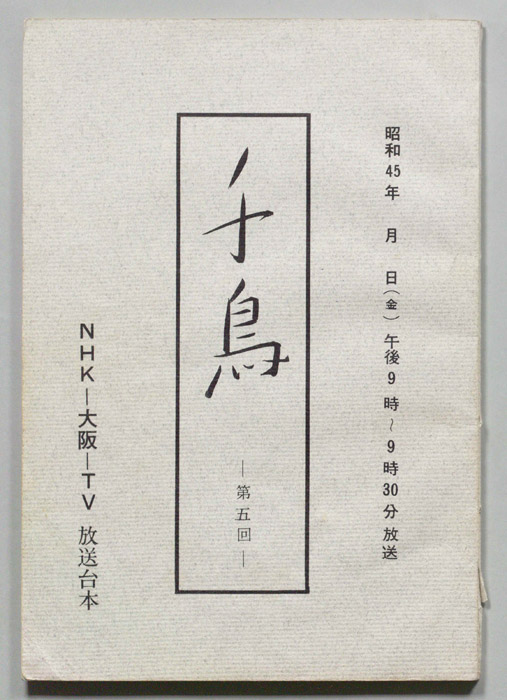 昭和45年　月　日(金)午後9時~9時30分放送
千鳥
―第五回―
NHK―大阪―TV 放送台本